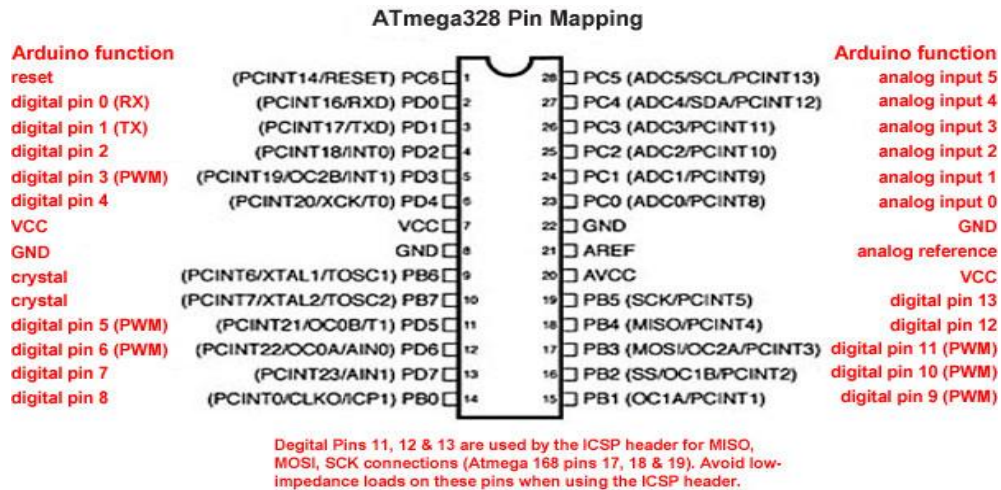 ATmega328 Pin Mapping
Arduino function Arduino function
reset (PCINT14/RESET) PC6 1 28 PC5 (ADC5/SCL/PCINT13) analog input 5
digital pin 0 (RX) (PCINT16/RXD) PD0 2 27 PC4 (ADC4/SDA/PCINT12) analog input 4
digital pin 1 (TX) (PCINT17/TXD) PD1 3 26 PC3 (ADC3/PCINT11) analog input 3
digital pin 2 (PCINT18/INT0) PD2 4 25 PC2 (ADC2/PCINT10) analog input 2
digital pin 3 (PWM) (PCINT19/OC2B/INT1) PD3 5 24 PC1 (ADC1/PCINT9) analog input 1
digital pin 4 (PCINT20/XCK/T0) PD4 6 23 PC0 (ADC0/PCINT8) analog input 0
VCC VCC 7 22 GND GND
GND GND 8 21 AREF analog reference
crystal (PCINT6/XTAL1/TOSC1) PB6 9 20 AVCC VCC
crystal (PCINT7/XTAL2/TOSC2) PB7 10 19 PB5 (SCK/PCINT5) digital pin 13
digital pin 5 (PWM) (PCINT21/OC0B/T1) PD5 11 18 PB4 (MISO/PCINT4) digital pin 12
digital pin 6 (PWM) (PCINT22/OC0A/AIN0) PD6 12 17 PB3 (MOSI/OC2A/PCINT3) digital pin 11 (PWM)
digital pin 7 (PCINT23/AIN1) PD7 13 16 PB2 (SS/OC1B/PCINT2) digital pin 10 (PWM)
digital pin 8 (PCINT0/CLKO/ICP1) PB0 14 15 PB1 (OC1A/PCINT1) digital pin 9 (PWM)
Degital Pins 11, 12 & 13 are used by the ICSP header for MISO,
MOSI, SCK connections (Atmega 168 pins 17, 18 & 19). Avoid low-
impedance loads on these pins when using the ICSP header.